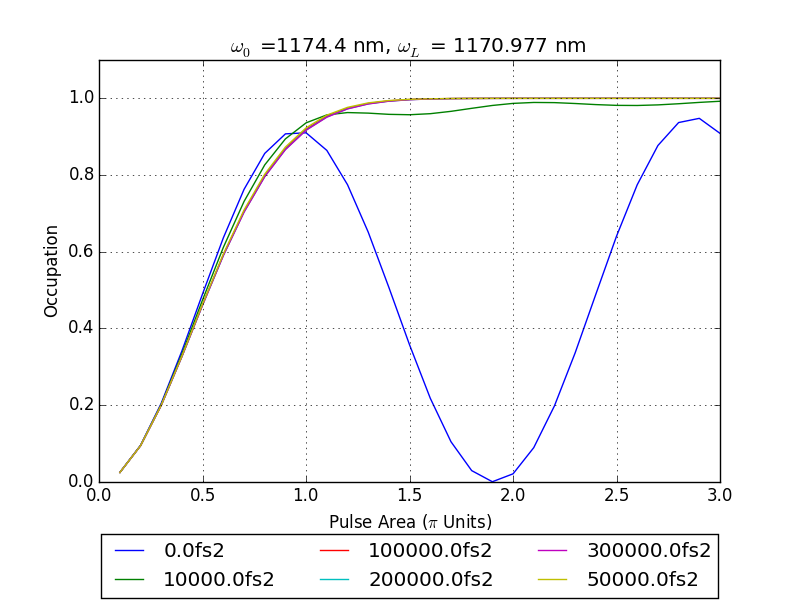 ω₀ =1174.4 nm, ω_L = 1170.977 nm
Occupation
1.0
0.8
0.6
0.4
0.2
0.0
0.0 0.5 1.0 1.5 2.0 2.5 3.0
Pulse Area (π Units)
0.0fs2 100000.0fs2 300000.0fs2
10000.0fs2 200000.0fs2 50000.0fs2